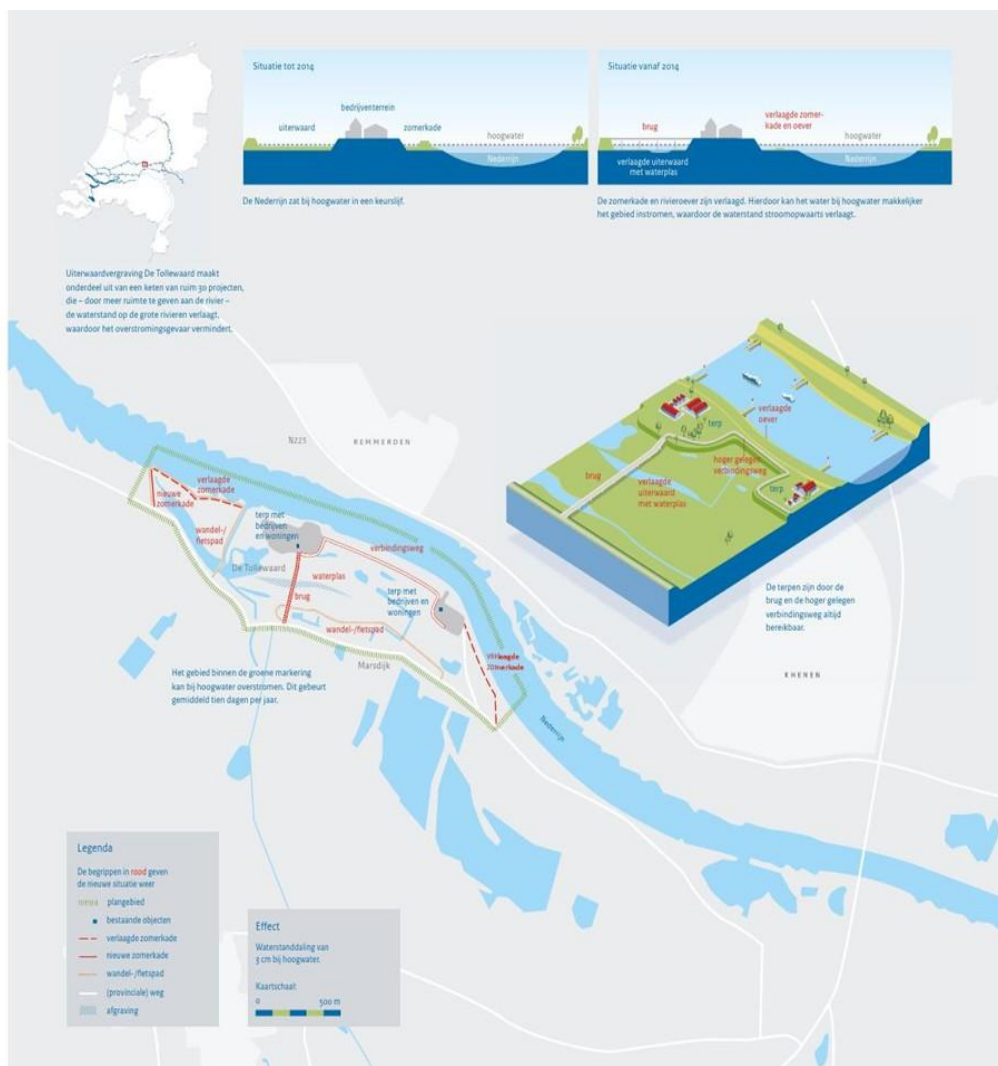 Situatie tot 2014
bedrijventerrein
uiterwaard
zomerkade
hoogwater
Nederrijn
De Nederrijn zat bij hoogwater in een keurslijf.
Situatie vanaf 2014
brug
verlaagde zomer-
kade en oever
hoogwater
verlaagde uiterwaard
met waterplas
Nederrijn
De zomerkade en rivieroever zijn verlaagd. Hierdoor kan het water bij hoogwater makkelijker
het gebied instromen, waardoor de waterstand stroomopwaarts verlaagt.
Uiterwaardvergraving De Tollewaard maakt
onderdeel uit van een keten van ruim 30 projecten,
die – door meer ruimte te geven aan de rivier –
de waterstand op de grote rivieren verlaagt,
waardoor het overstromingsgevaar vermindert.
N225
REMMERDEN
verlaagde
zomerkade
nieuwe
zomerkade
wandel-/
fietspad
terp met
bedrijven
en woningen
verbindingsweg
De Tollewaard
waterplas
brug
terp met
bedrijven en
woningen
wandel-/fietspad
Marsdijk
verlaagde
zomerkade
Nederrijn
Het gebied binnen de groene markering
kan bij hoogwater overstromen. Dit gebeurt
gemiddeld tien dagen per jaar.
terp
verlaagde
oever
brug
hoger gelegen
verbindingsweg
verlaagde
uiterwaard
met waterplas
terp
De terpen zijn door de
brug en de hoger gelegen
verbindingsweg altijd
bereikbaar.
RHENEN
Legenda
De begrippen in rood geven
de nieuwe situatie weer
plangebied
bestaande objecten
verlaagde zomerkade
nieuwe zomerkade
wandel-/fietspad
(provinciale) weg
afgraving
Effect
Waterstanddaling van
3 cm bij hoogwater.
Kaartschaal:
0 500 m